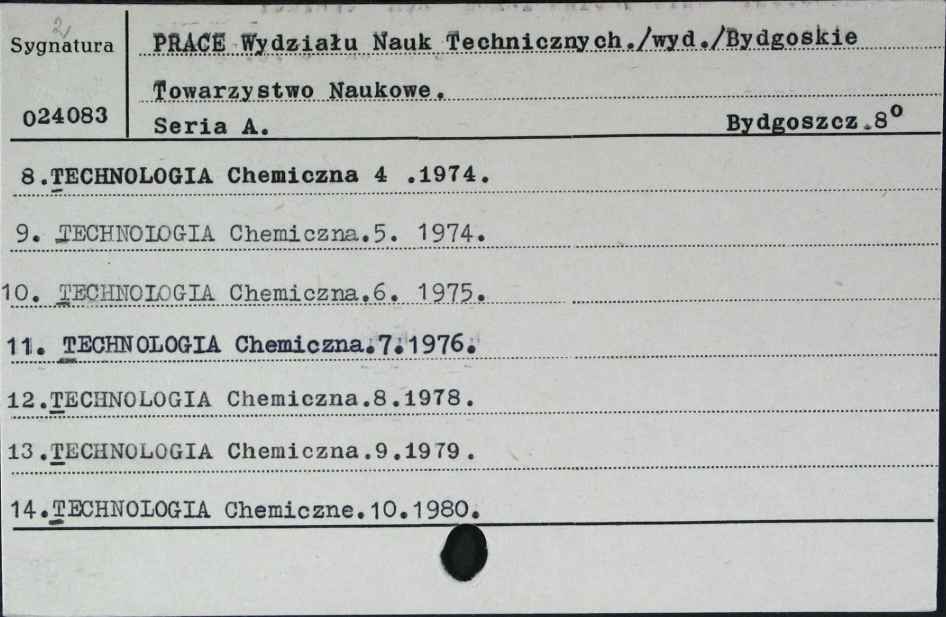 2/
Sygnatura
PRACE Wydziału Nauk Technicznych./wyd./Bydgoskie
Towarzystwo Naukowe.
024083
Seria A.
Bydgoszcz.8º
8.TECHNOLOGIA Chemiczna 4 .1974.
9. TECHNOLOGIA Chemiczna.5. 1974.
10. TECHNOLOGIA Chemiczna.6. 1975.
11. TECHNOLOGIA Chemiczna.7.1976.
12.TECHNOLOGIA Chemiczna.8.1978.
13.TECHNOLOGIA Chemiczna.9.1979.
14.TECHNOLOGIA Chemiczne.10.1980.